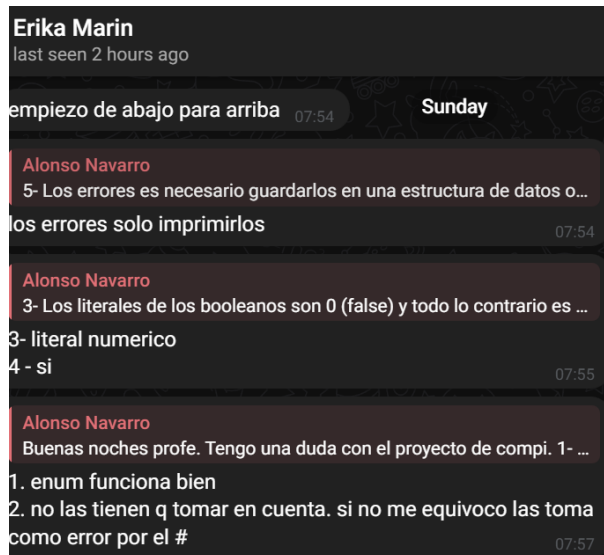 Erika Marin
last seen 2 hours ago
empiezo de abajo para arriba 07:54
Sunday
Alonso Navarro
5- Los errores es necesario guardarlos en una estructura de datos o...
los errores solo imprimirlos
07:54
Alonso Navarro
3- Los literales de los booleanos son 0 (false) y todo lo contrario es ...
3- literal numerico
4 - si
07:55
Alonso Navarro
Buenas noches profe. Tengo una duda con el proyecto de compi. 1- ...
1. enum funciona bien
2. no las tienen q tomar en cuenta. si no me equivoco las toma
como error por el #
07:57